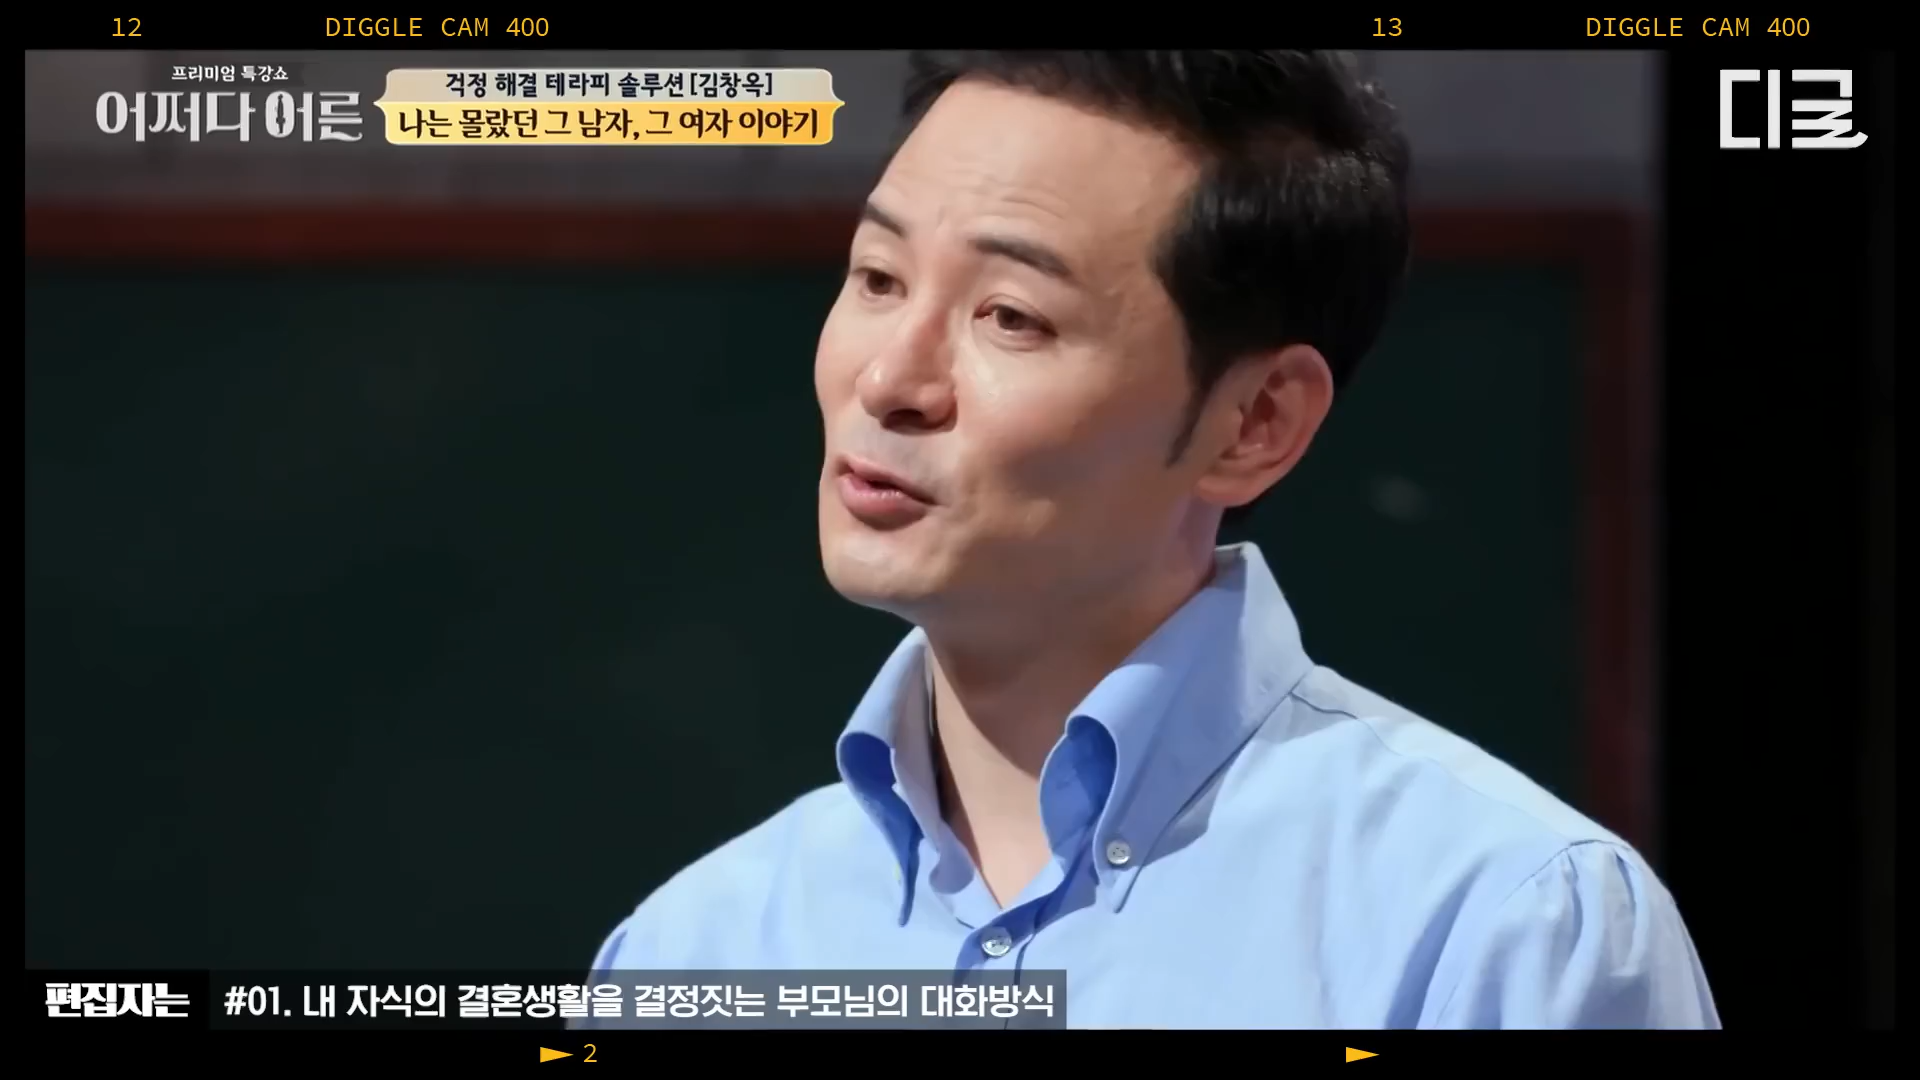 12
DIGGLE CAM 400
13
DIGGLE CAM 400
프리미엄 특강쇼
어쩌다 어른
걱정 해결 테라피 솔루션[김창옥]
나는 몰랐던 그 남자, 그 여자 이야기
디글
편집자는
#01. 내 자식의 결혼생활을 결정짓는 부모님의 대화방식
2